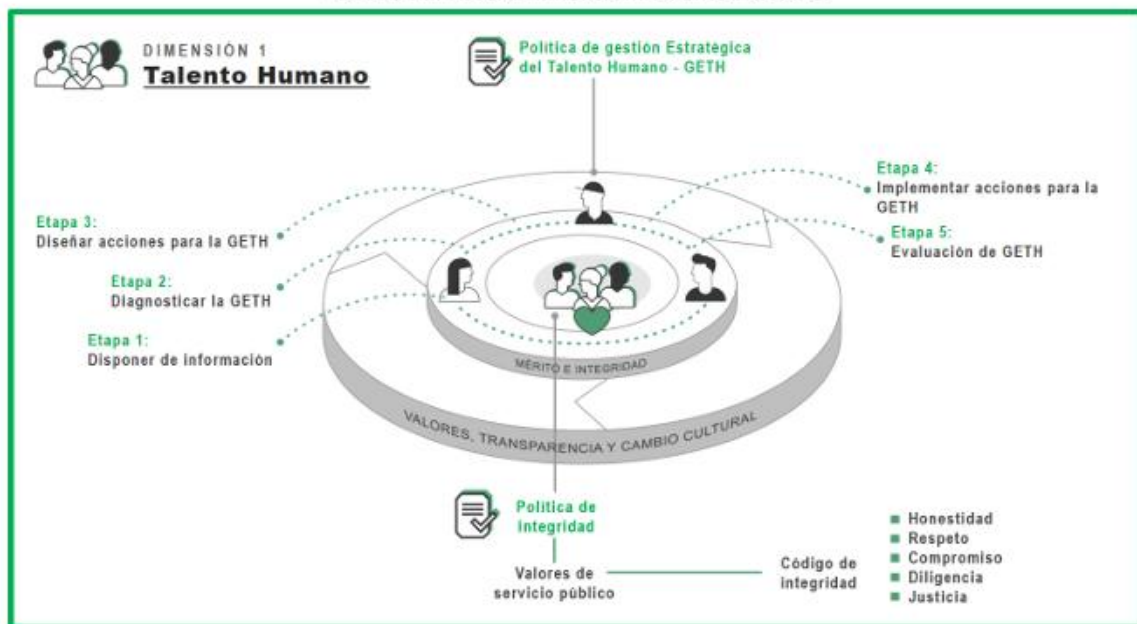 DIMENSIÓN 1
Talento Humano
Política de gestión Estratégica
del Talento Humano - GETH
Etapa 3:
Diseñar acciones para la GETH
Etapa 2:
Diagnosticar la GETH
Etapa 1:
Disponer de información
Etapa 4:
Implementar acciones para la
GETH
Etapa 5:
Evaluación de GETH
MÉRITO E INTEGRIDAD
VALORES, TRANSPARENCIA Y CAMBIO CULTURAL
Política de
integridad
Valores de
servicio público
Código de
integridad
Honestidad
Respeto
Compromiso
Diligencia
Justicia